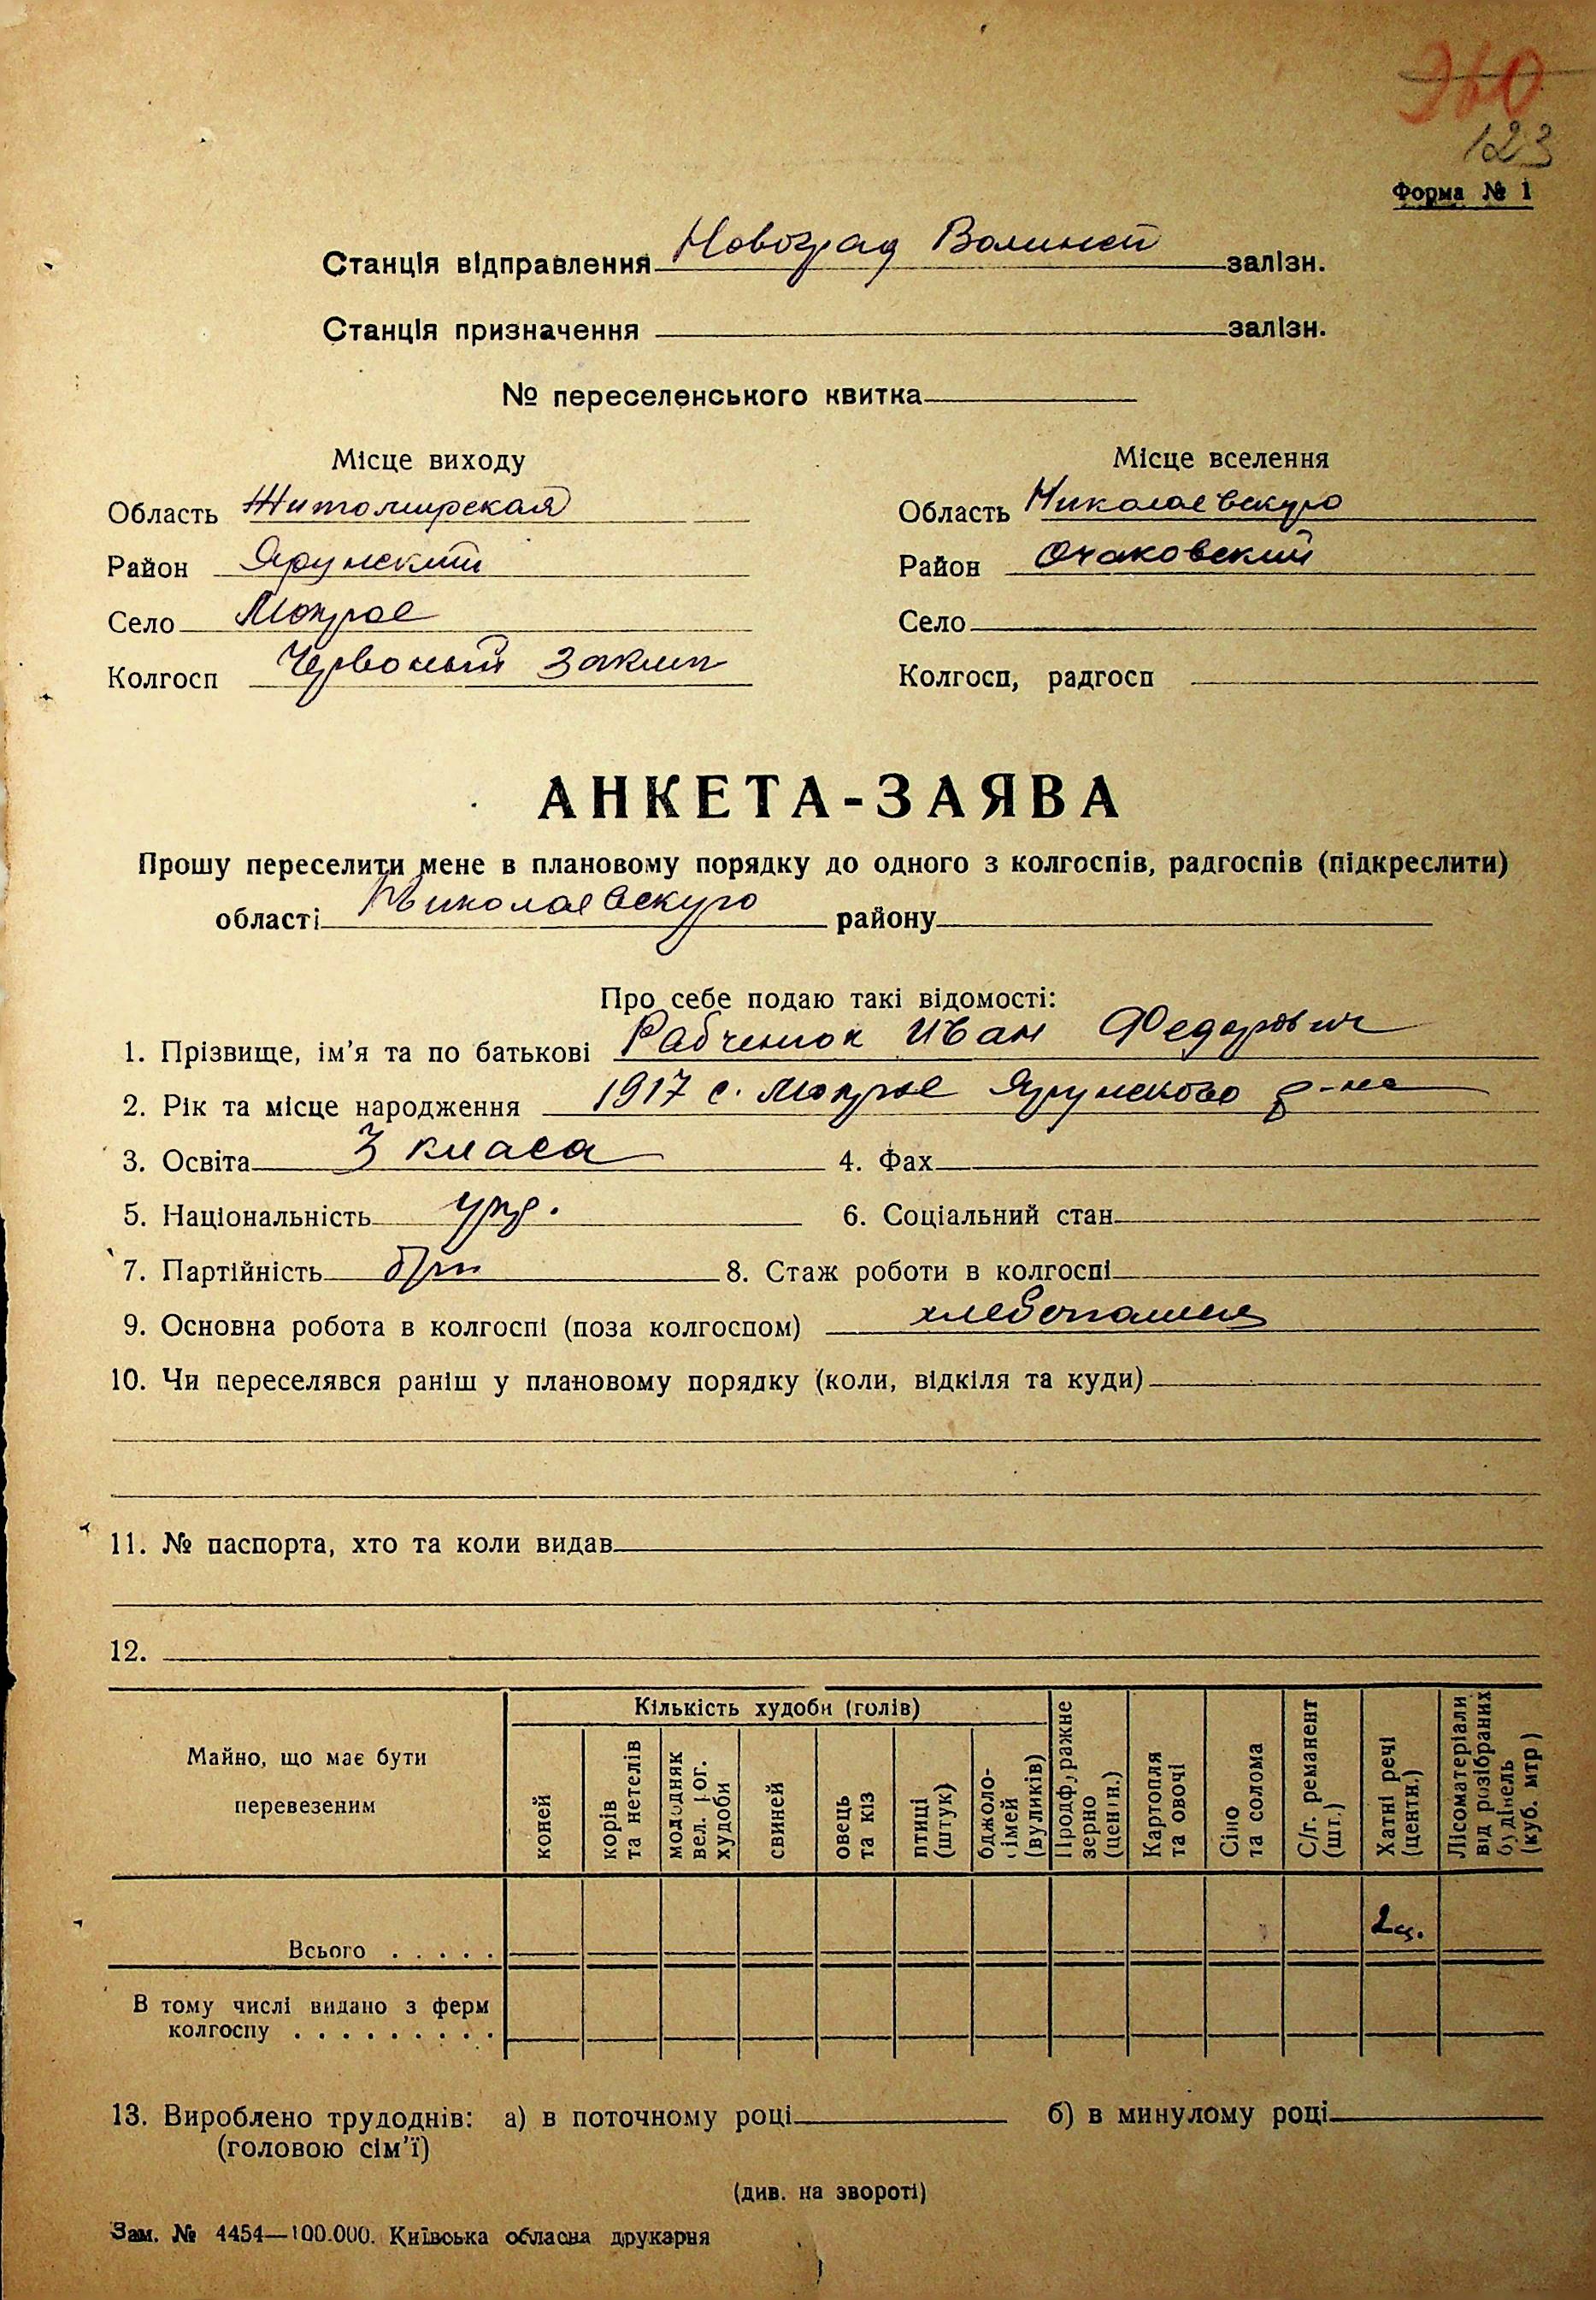 360
123
Форма № 1
Станція відправлення Новоград Волинск залізн.
Станція призначення залізн.
№ переселенського квитка
Місце виходу Місце вселення
Область Житомирская Область Николаевскую
Район Ярунский Район Очаковский
Село Мокрое Село
Колгосп Червоный Заклик Колгосп, радгосп
АНКЕТА-ЗАЯВА
Прошу переселити мене в плановому порядку до одного з колгоспів, радгоспів (підкреслити)
області Николаевскую району
Про себе подаю такі відомості:
1. Прізвище, ім’я та по батькові Рабченюк Иван Федорович
2. Рік та місце народження 1917 с. Мокрое Ярунского р-на
3. Освіта 3 класа 4. Фах
5. Національність укр. 6. Соціальний стан
7. Партійність б/п 8. Стаж роботи в колгоспі
9. Основна робота в колгоспі (поза колгоспом) хлебопашец
10. Чи переселявся раніш у плановому порядку (коли, відкіля та куди)
11. № паспорта, хто та коли видав
12.
Майно, що має бути перевезеним
Кількість худоби (голів)
коней
корів та нетелів
молодняк вел. рог. худоби
свиней
овець та кіз
птиці (штук)
бджоло-сімей (вуликів)
Продфуражне зерно (центн.)
Картопля та овочі
Сіно та солома
С/г. реманент (шт.)
Хатні речі (центн.)
Лісоматеріали від розібраних будівель (куб. мтр)
Всього . . . . . 2ц.
В тому числі видано з ферм
колгоспу . . . . . . . . .
13. Вироблено трудоднів: а) в поточному році б) в минулому році
(головою сім’ї)
(див. на звороті)
Зам. № 4454—100.000. Київська обласна друкарня